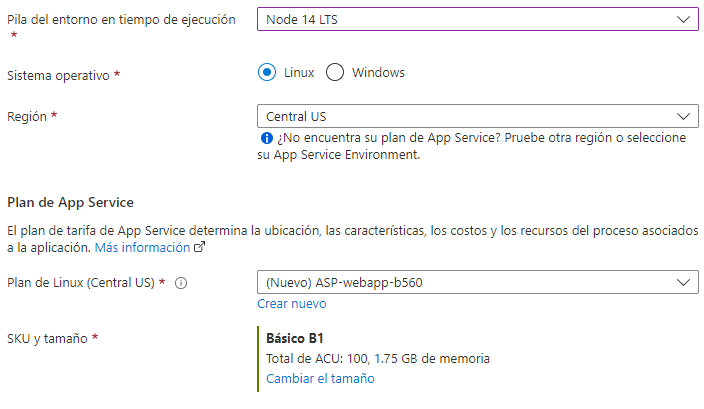 Pila del entorno en tiempo de ejecución
*
Node 14 LTS
Sistema operativo *
Linux
Windows
Región *
Central US
¿No encuentra su plan de App Service? Pruebe otra región o seleccione
su App Service Environment.
Plan de App Service
El plan de tarifa de App Service determina la ubicación, las características, los costos y los recursos del proceso asociados
a la aplicación. Más información
Plan de Linux (Central US) *
(Nuevo) ASP-webapp-b560
Crear nuevo
SKU y tamaño *
Básico B1
Total de ACU: 100, 1.75 GB de memoria
Cambiar el tamaño